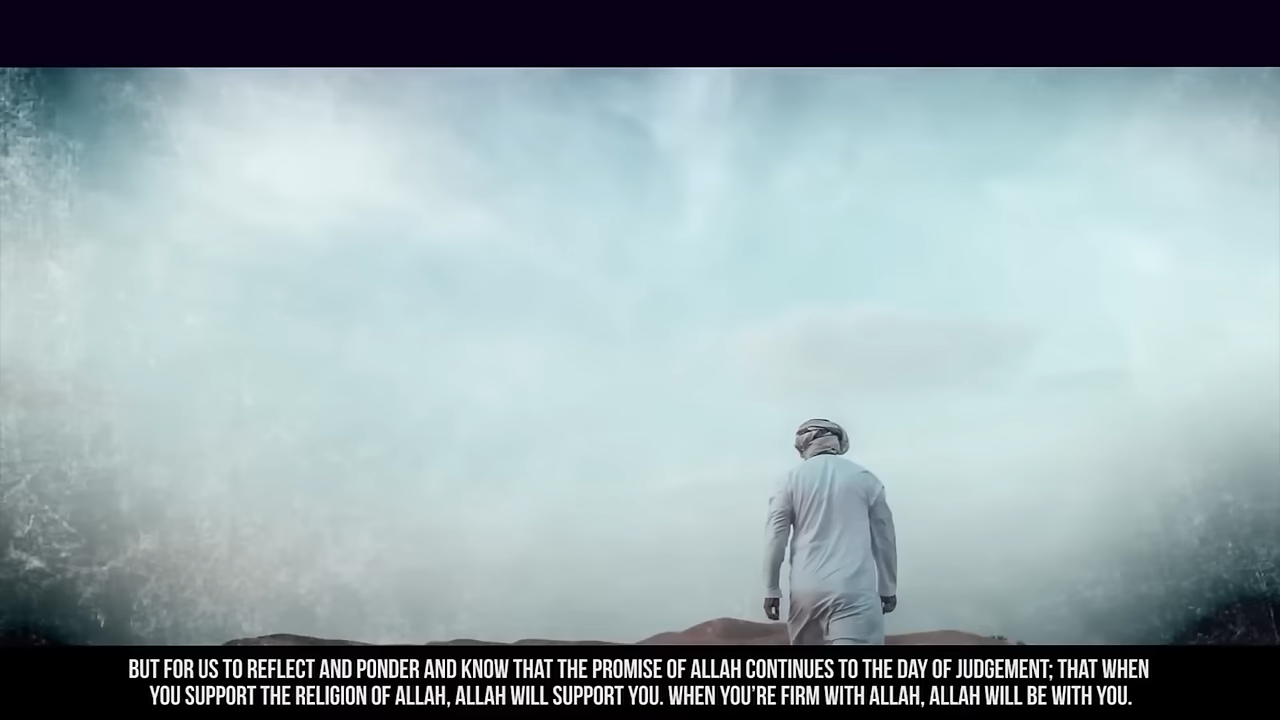 BUT FOR US TO REFLECT AND PONDER AND KNOW THAT THE PROMISE OF ALLAH CONTINUES TO THE DAY OF JUDGEMENT; THAT WHEN
YOU SUPPORT THE RELIGION OF ALLAH, ALLAH WILL SUPPORT YOU. WHEN YOU'RE FIRM WITH ALLAH, ALLAH WILL BE WITH YOU.